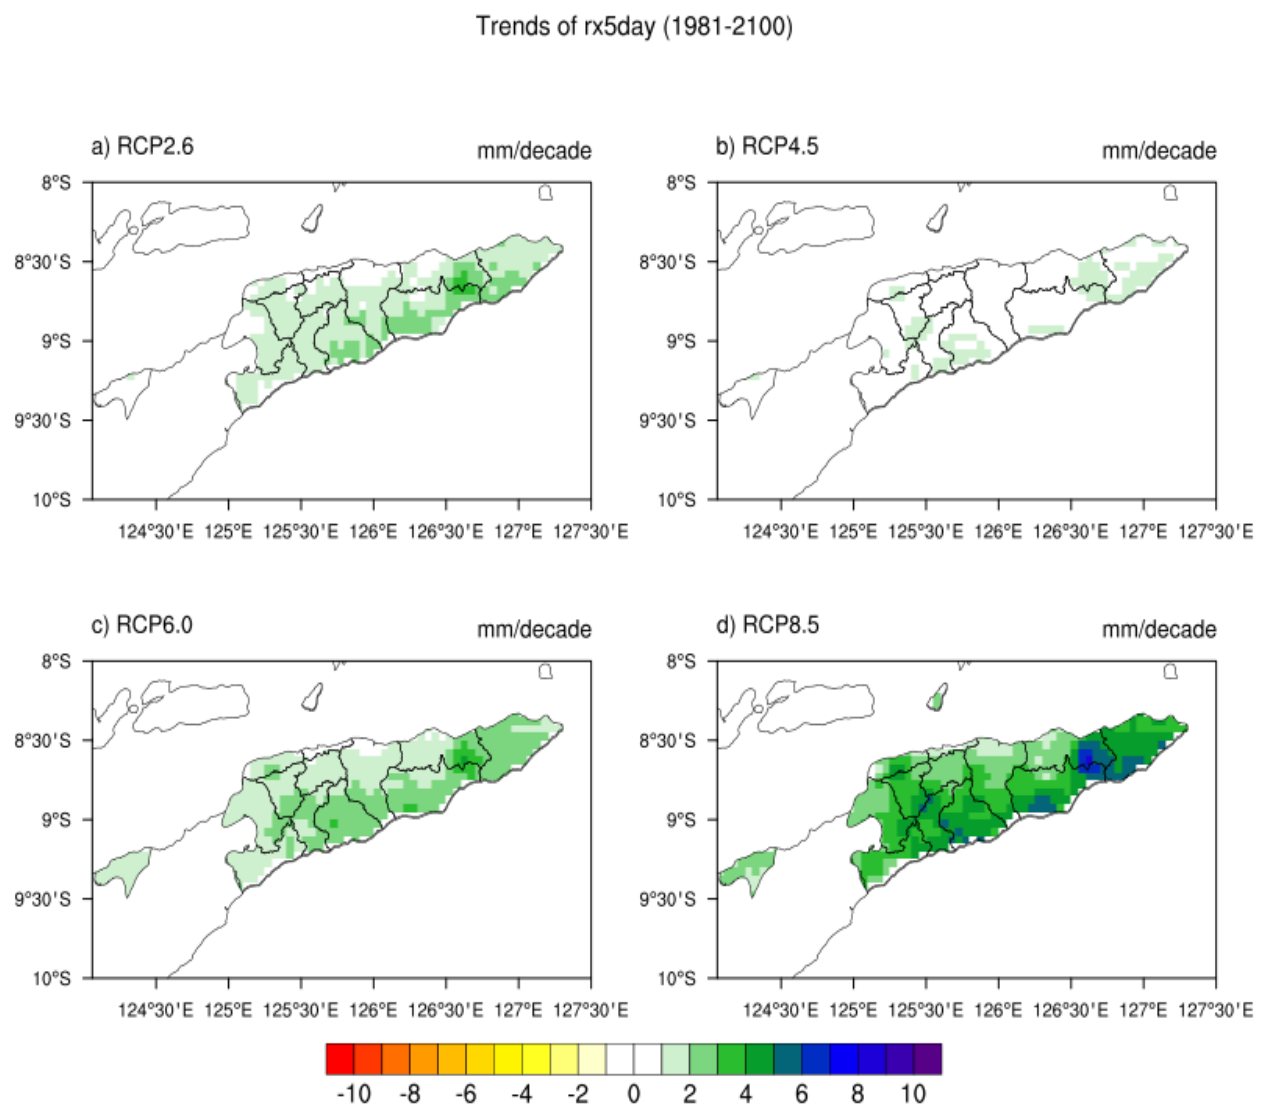 Trends of rx5day (1981-2100)
a) RCP2.6 mm/decade
8°S
8°30'S
9°S
9°30'S
10°S
124°30'E 125°E 125°30'E 126°E 126°30'E 127°E 127°30'E
b) RCP4.5 mm/decade
8°S
8°30'S
9°S
9°30'S
10°S
124°30'E 125°E 125°30'E 126°E 126°30'E 127°E 127°30'E
c) RCP6.0 mm/decade
8°S
8°30'S
9°S
9°30'S
10°S
124°30'E 125°E 125°30'E 126°E 126°30'E 127°E 127°30'E
d) RCP8.5 mm/decade
8°S
8°30'S
9°S
9°30'S
10°S
124°30'E 125°E 125°30'E 126°E 126°30'E 127°E 127°30'E
-10 -8 -6 -4 -2 0 2 4 6 8 10